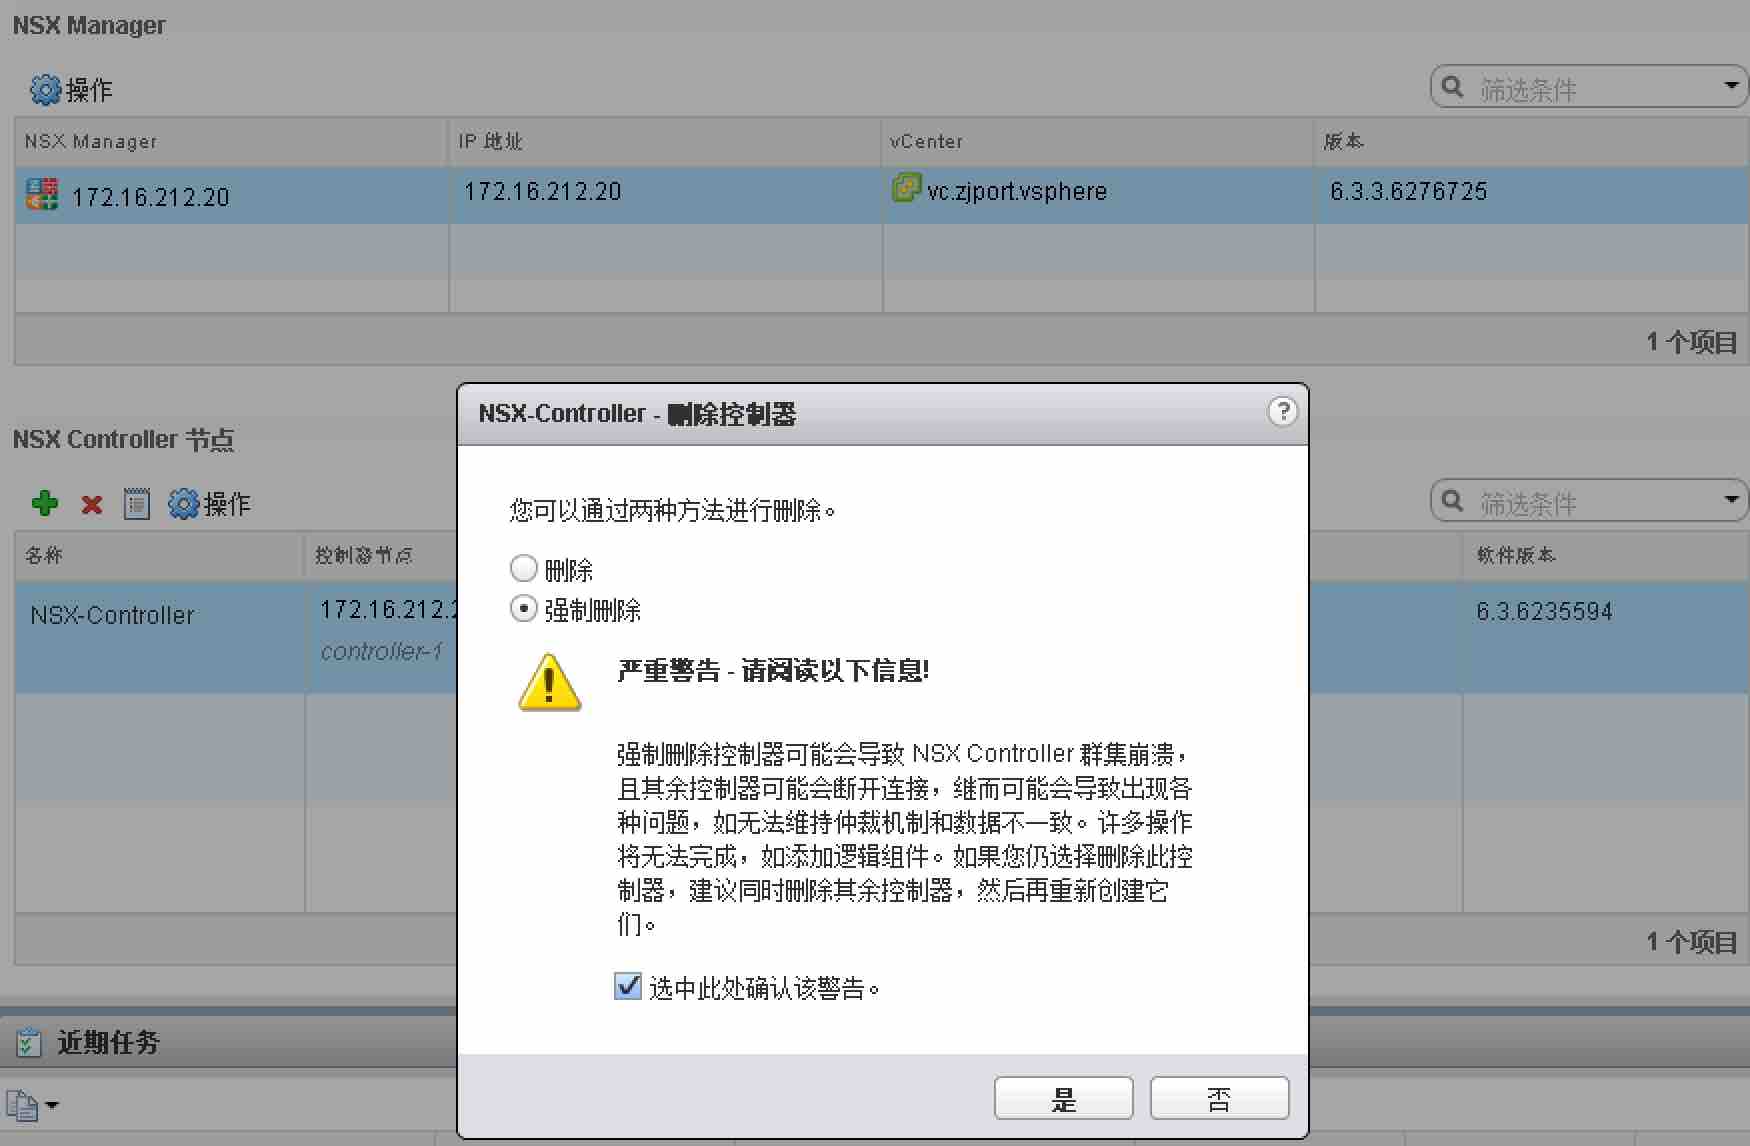 NSX Manager
操作
筛选条件
NSX Manager IP 地址 vCenter 版本
172.16.212.20 172.16.212.20 vc.zjport.vsphere 6.3.3.6276725
1 个项目
NSX Controller 节点
操作
筛选条件
名称 控制器节点 软件版本
NSX-Controller 172.16.212.2 6.3.6235594
controller-1
1 个项目
NSX-Controller - 删除控制器
您可以通过两种方法进行删除。
删除
强制删除
严重警告 - 请阅读以下信息!
强制删除控制器可能会导致 NSX Controller 群集崩溃，
且其余控制器可能会断开连接，继而可能会导致出现各
种问题，如无法维持仲裁机制和数据不一致。许多操作
将无法完成，如添加逻辑组件。如果您仍选择删除此控
制器，建议同时删除其余控制器，然后再重新创建它
们。
选中此处确认该警告。
是 否
近期任务